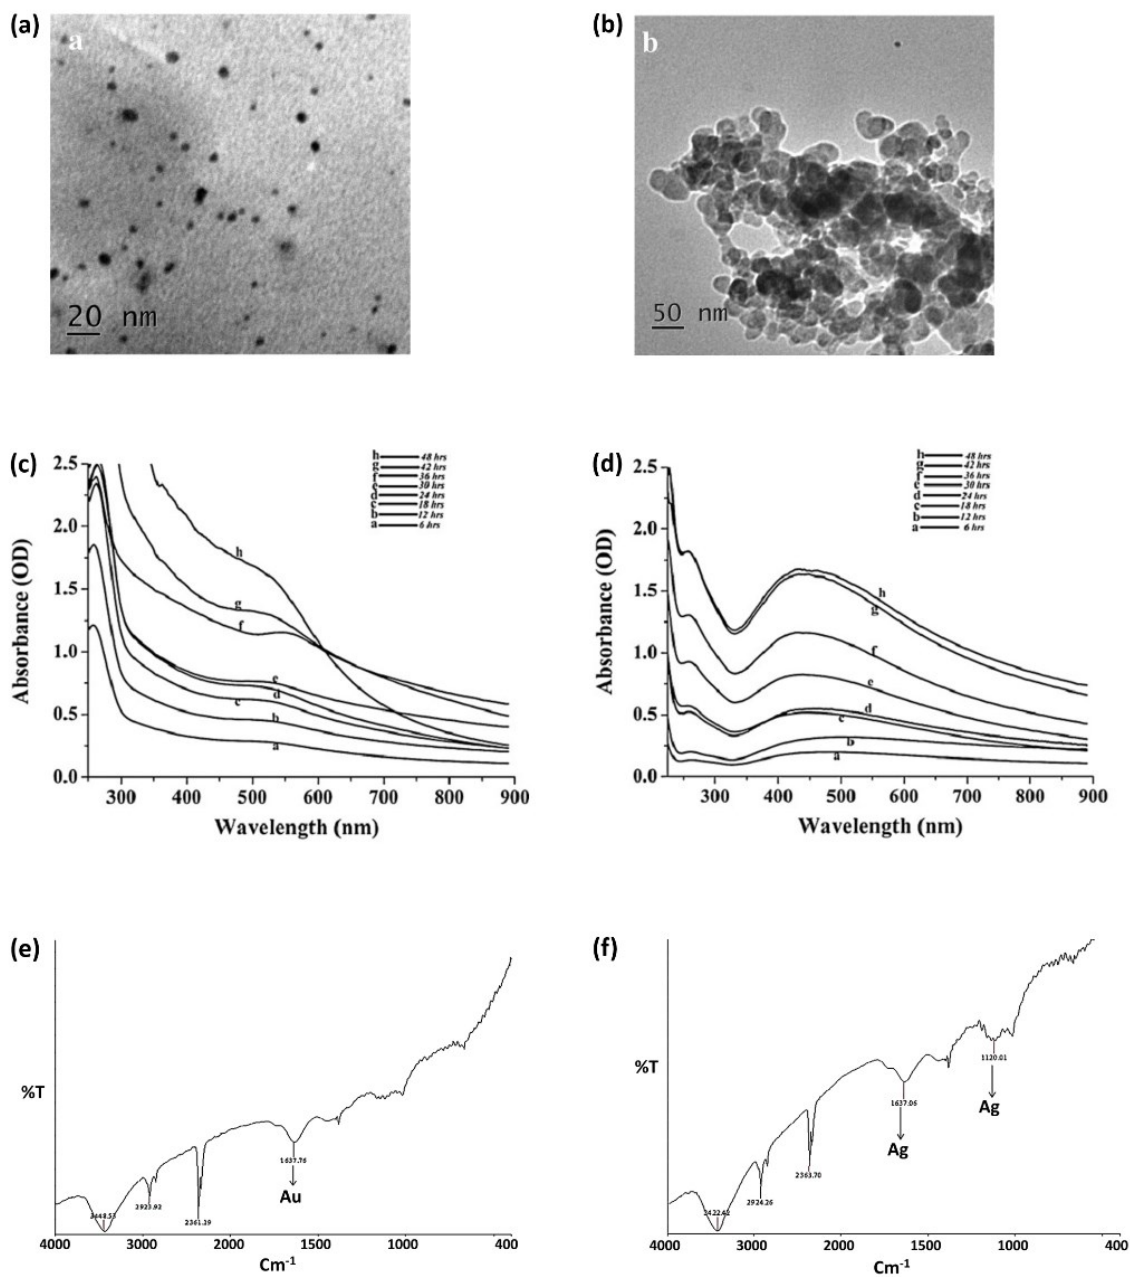 (a)
a
20 nm
(b)
b
50 nm
(c)
h 48 hrs
g 42 hrs
f 36 hrs
e 30 hrs
d 24 hrs
c 18 hrs
b 12 hrs
a 6 hrs
2.5
2.0
1.5
1.0
0.5
0.0
Absorbance (OD)
h
g
f
e
d
c
b
a
300 400 500 600 700 800 900
Wavelength (nm)
(d)
h 48 hrs
g 42 hrs
f 36 hrs
e 30 hrs
d 24 hrs
c 18 hrs
b 12 hrs
a 6 hrs
2.5
2.0
1.5
1.0
0.5
0.0
Absorbance (OD)
h
g
f
e
d
c
b
a
300 400 500 600 700 800 900
Wavelength (nm)
(e)
%T
3448.53
2923.92
2361.29
1637.76
Au
4000 3000 2000 1500 1000 400
Cm-1
(f)
%T
3422.42
2924.26
2363.70
1637.06
Ag
1120.01
Ag
4000 3000 2000 1500 1000 400
Cm-1